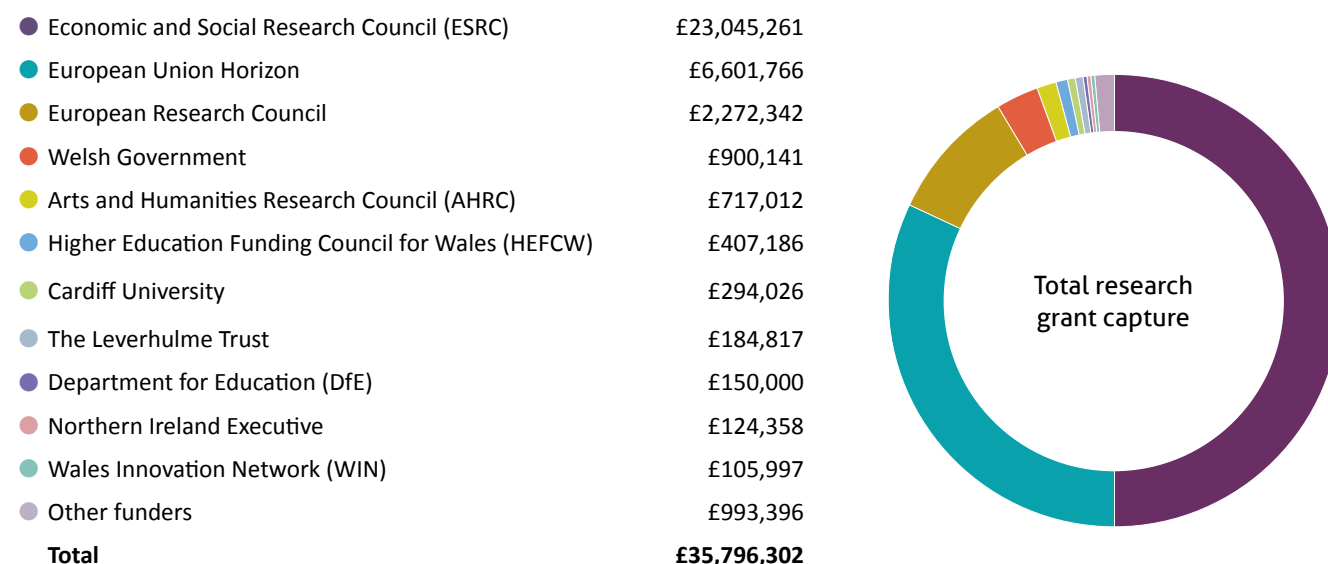 Economic and Social Research Council (ESRC) £23,045,261
European Union Horizon £6,601,766
European Research Council £2,272,342
Welsh Government £900,141
Arts and Humanities Research Council (AHRC) £717,012
Higher Education Funding Council for Wales (HEFCW) £407,186
Cardiff University £294,026
The Leverhulme Trust £184,817
Department for Education (DfE) £150,000
Northern Ireland Executive £124,358
Wales Innovation Network (WIN) £105,997
Other funders £993,396
Total £35,796,302
Total research
grant capture